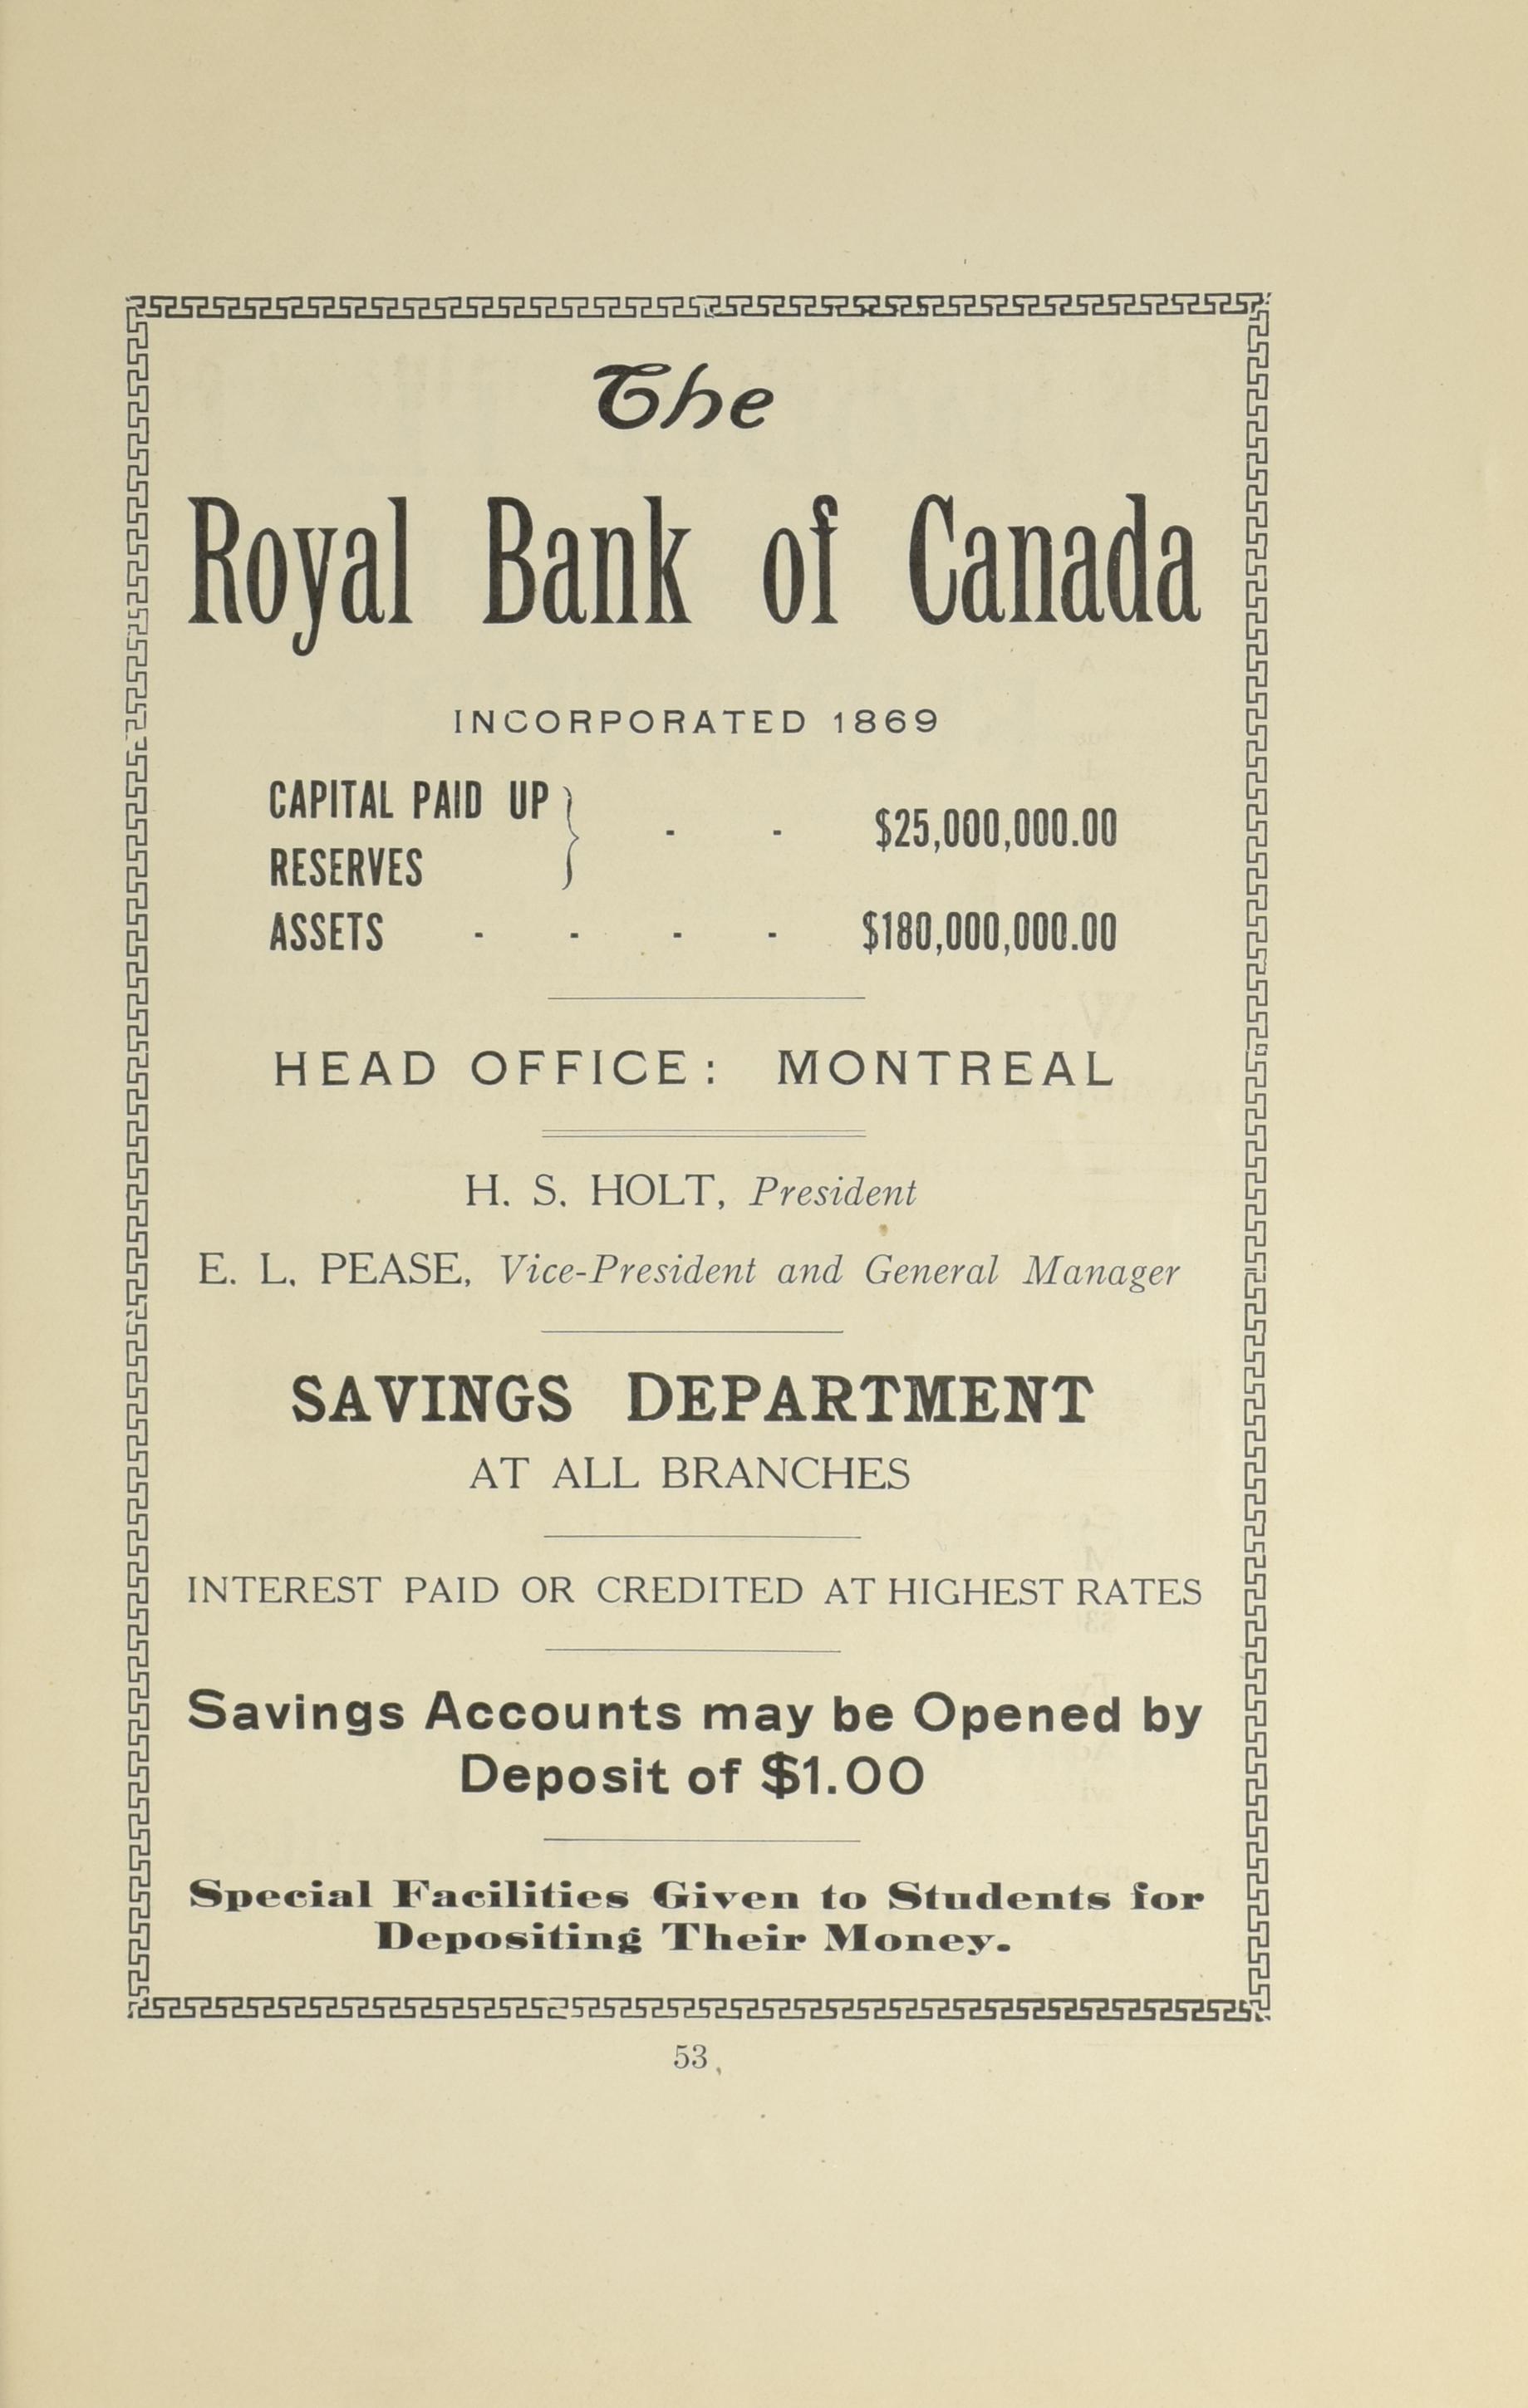 The
Royal Bank of Canada
INCORPORATED 1869
CAPITAL PAID UP
RESERVES } - - $25,000,000.00
ASSETS - - - - $180,000,000.00
HEAD OFFICE: MONTREAL
H. S. HOLT, President
E. L. PEASE, Vice-President and General Manager
SAVINGS DEPARTMENT
AT ALL BRANCHES
INTEREST PAID OR CREDITED AT HIGHEST RATES
Savings Accounts may be Opened by
Deposit of $1.00
Special Facilities Given to Students for
Depositing Their Money.
53